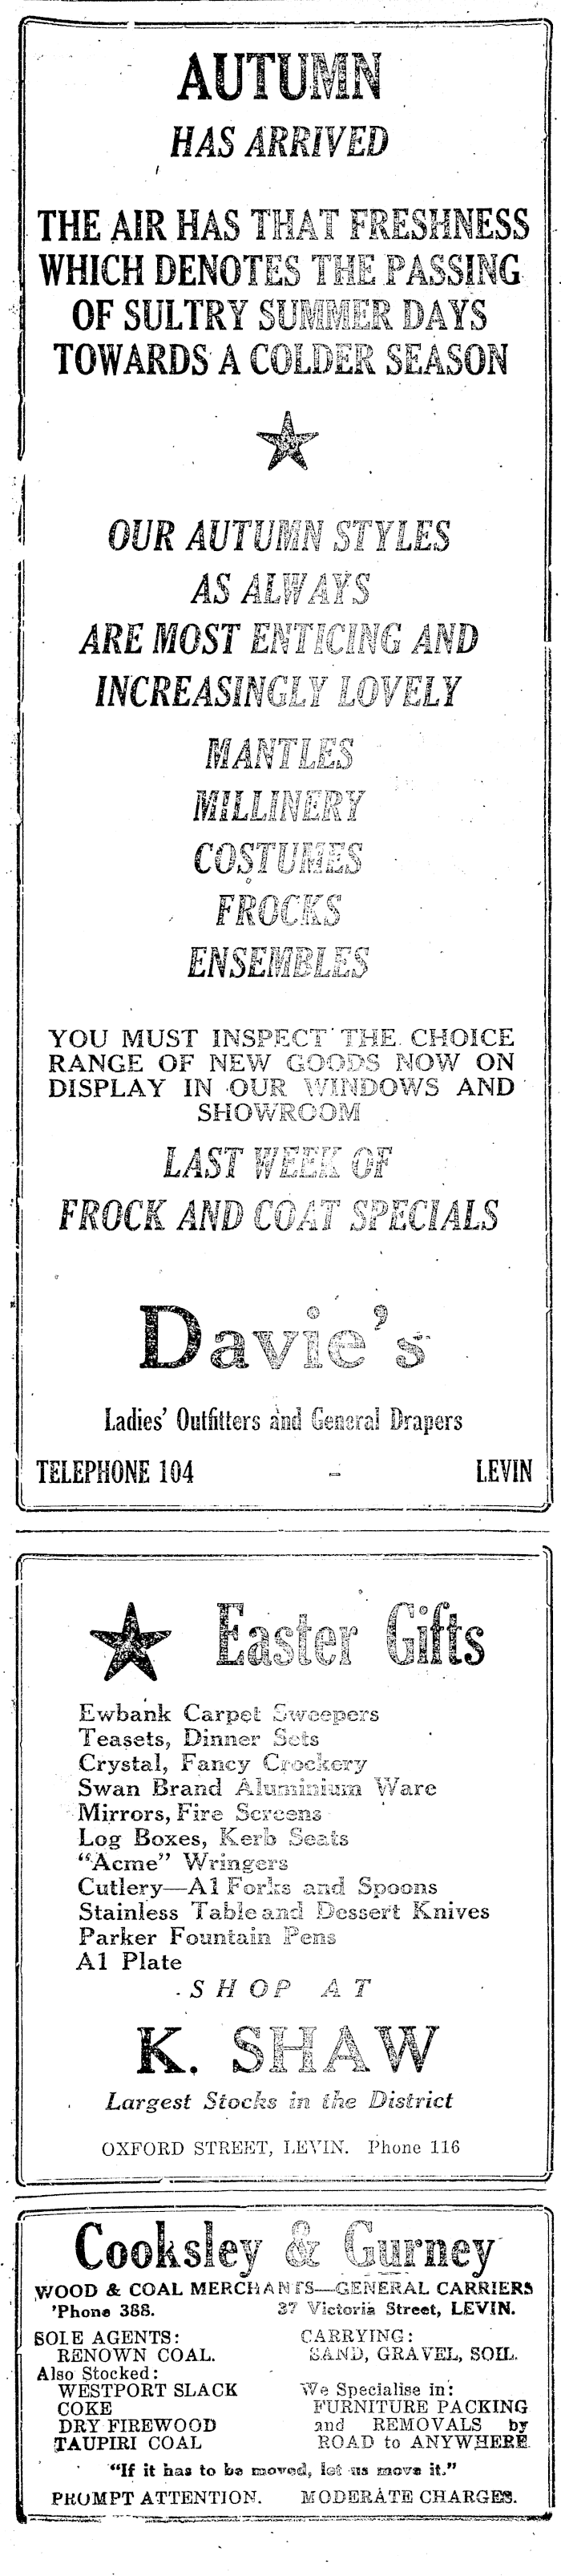 AUTUMN
HAS ARRIVED
THE AIR HAS THAT FRESHNESS
WHICH DENOTES THE PASSING
OF SULTRY SUMMER DAYS
TOWARDS A COLDER SEASON
OUR AUTUMN STYLES
AS ALWAYS
ARE MOST ENTICING AND
INCREASINGLY LOVELY
MANTLES
MILLINERY
COSTUMES
FROCKS
ENSEMBLES
YOU MUST INSPECT THE CHOICE
RANGE OF NEW GOODS NOW ON
DISPLAY IN OUR WINDOWS AND
SHOWROOM
LAST WEEK OF
FROCK AND COAT SPECIALS
Davie's
Ladies' Outfitters and General Drapers
TELEPHONE 104 - LEVIN
Easter Gifts
Ewbank Carpet Sweepers
Teasets, Dinner Sets
Crystal, Fancy Crockery
Swan Brand Aluminium Ware
Mirrors, Fire Screens
Log Boxes, Kerb Seats
"Acme" Wringers
Cutlery—A1 Forks and Spoons
Stainless Table and Dessert Knives
Parker Fountain Pens
A1 Plate
SHOP AT
K. SHAW
Largest Stocks in the District
OXFORD STREET, LEVIN. Phone 116
Cooksley & Gurney
WOOD & COAL MERCHANTS—GENERAL CARRIERS
'Phone 388. 37 Victoria Street, LEVIN.
SOLE AGENTS:
RENOWN COAL.
Also Stocked:
WESTPORT SLACK
COKE
DRY FIREWOOD
TAUPIRI COAL
CARRYING:
SAND, GRAVEL, SOIL.
We Specialise in:
FURNITURE PACKING
and REMOVALS by
ROAD to ANYWHERE
"If it has to be moved, let us move it."
PROMPT ATTENTION. MODERATE CHARGES.